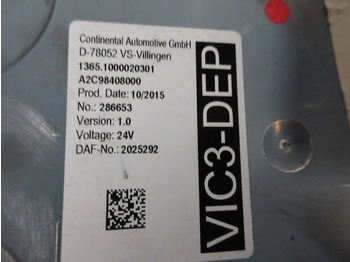 Continental Automotive GmbH
D-78052 VS-Villingen
1365.1000020301
A2C98408000
Prod. Date: 10/2015
No.: 286653
Version: 1.0
Voltage: 24V
DAF-No.: 2025292
VIC3-DEP